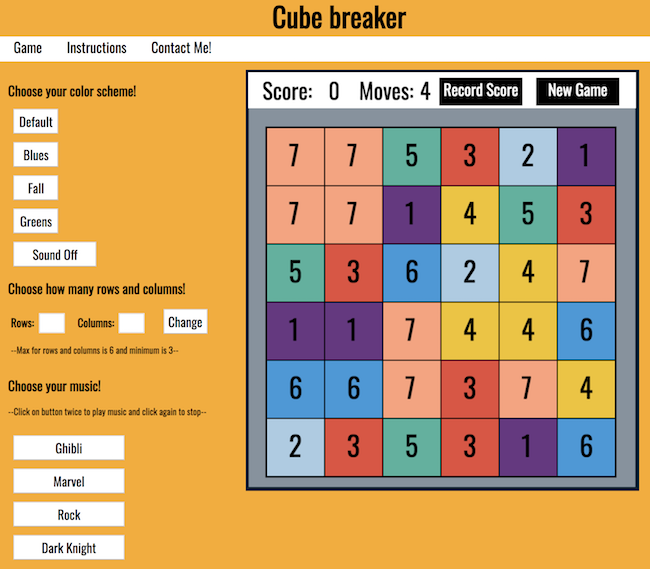 Cube breaker
Game Instructions Contact Me!
Choose your color scheme!
Default
Blues
Fall
Greens
Sound Off
Choose how many rows and columns!
Rows: Columns: Change
--Max for rows and columns is 6 and minimum is 3--
Choose your music!
--Click on button twice to play music and click again to stop--
Ghibli
Marvel
Rock
Dark Knight
Score: 0 Moves: 4 Record Score New Game
7 7 5 3 2 1
7 7 1 4 5 3
5 3 6 2 4 7
1 1 7 4 4 6
6 6 7 3 7 4
2 3 5 3 1 6